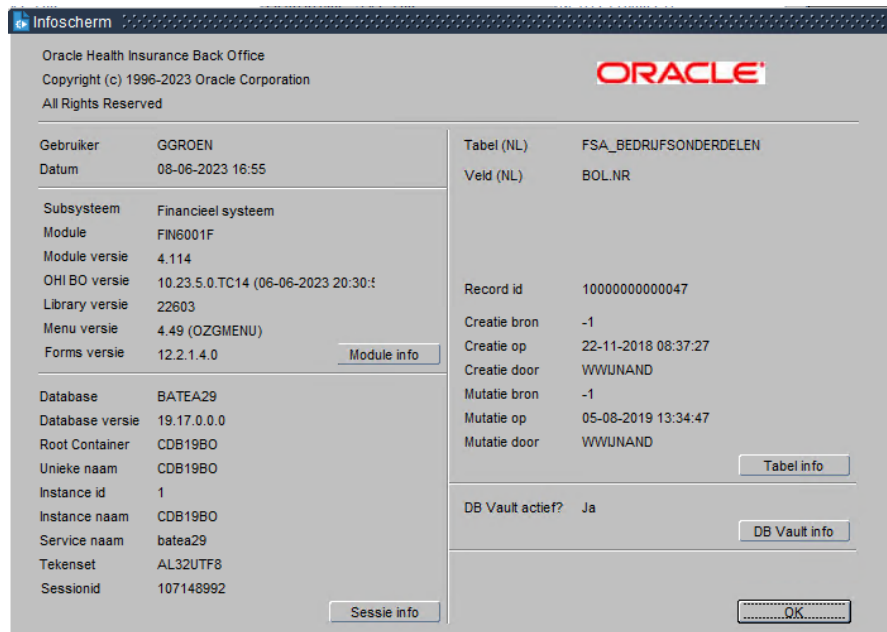 Infoscherm
Oracle Health Insurance Back Office
Copyright (c) 1996-2023 Oracle Corporation
All Rights Reserved
ORACLE
Gebruiker GGROEN
Datum 08-06-2023 16:55
Subsysteem Financieel systeem
Module FIN6001F
Module versie 4.114
OHI BO versie 10.23.5.0.TC14 (06-06-2023 20:30:5
Library versie 22603
Menu versie 4.49 (OZGMENU)
Forms versie 12.2.1.4.0
Module info
Database BATEA29
Database versie 19.17.0.0.0
Root Container CDB19BO
Unieke naam CDB19BO
Instance id 1
Instance naam CDB19BO
Service naam batea29
Tekenset AL32UTF8
Sessionid 107148992
Sessie info
Tabel (NL) FSA_BEDRIJFSONDERDELEN
Veld (NL) BOL.NR
Record id 10000000000047
Creatie bron -1
Creatie op 22-11-2018 08:37:27
Creatie door WWIJNAND
Mutatie bron -1
Mutatie op 05-08-2019 13:34:47
Mutatie door WWIJNAND
Tabel info
DB Vault actief? Ja
DB Vault info
OK